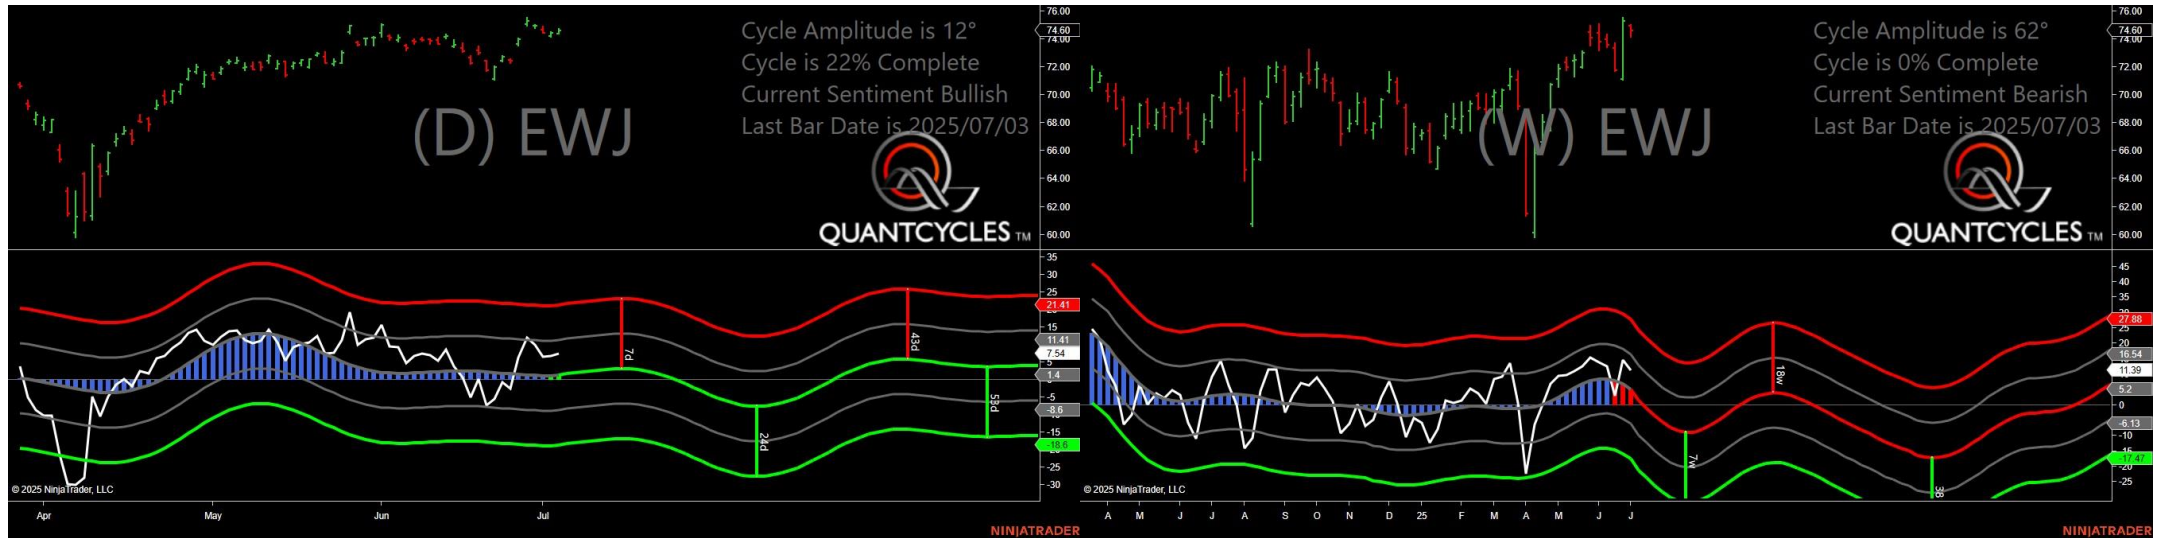 Cycle Amplitude is 12°
Cycle is 22% Complete
Current Sentiment Bullish
Last Bar Date is 2025/07/03
(D) EWJ
QUANTCYCLES TM
76.00
74.60
74.00
72.00
70.00
68.00
66.00
64.00
62.00
60.00
35
30
25
21.41
15
11.41
7.54
1.4
-5
-8.6
-15
-18.6
-25
-30
7d
24d
43d
53d
© 2025 NinjaTrader, LLC
Apr May Jun Jul
NINJATRADER
Cycle Amplitude is 62°
Cycle is 0% Complete
Current Sentiment Bearish
Last Bar Date is 2025/07/03
(W) EWJ
QUANTCYCLES TM
76.00
74.60
74.00
72.00
70.00
68.00
66.00
64.00
62.00
60.00
45
40
35
30
27.88
25
20
16.54
11.39
5.2
0
-6.13
-10
-17.47
-20
-25
7w
18w
38
© 2025 NinjaTrader, LLC
A M J J A S O N D 25 F M A M J J
NINJATRADER